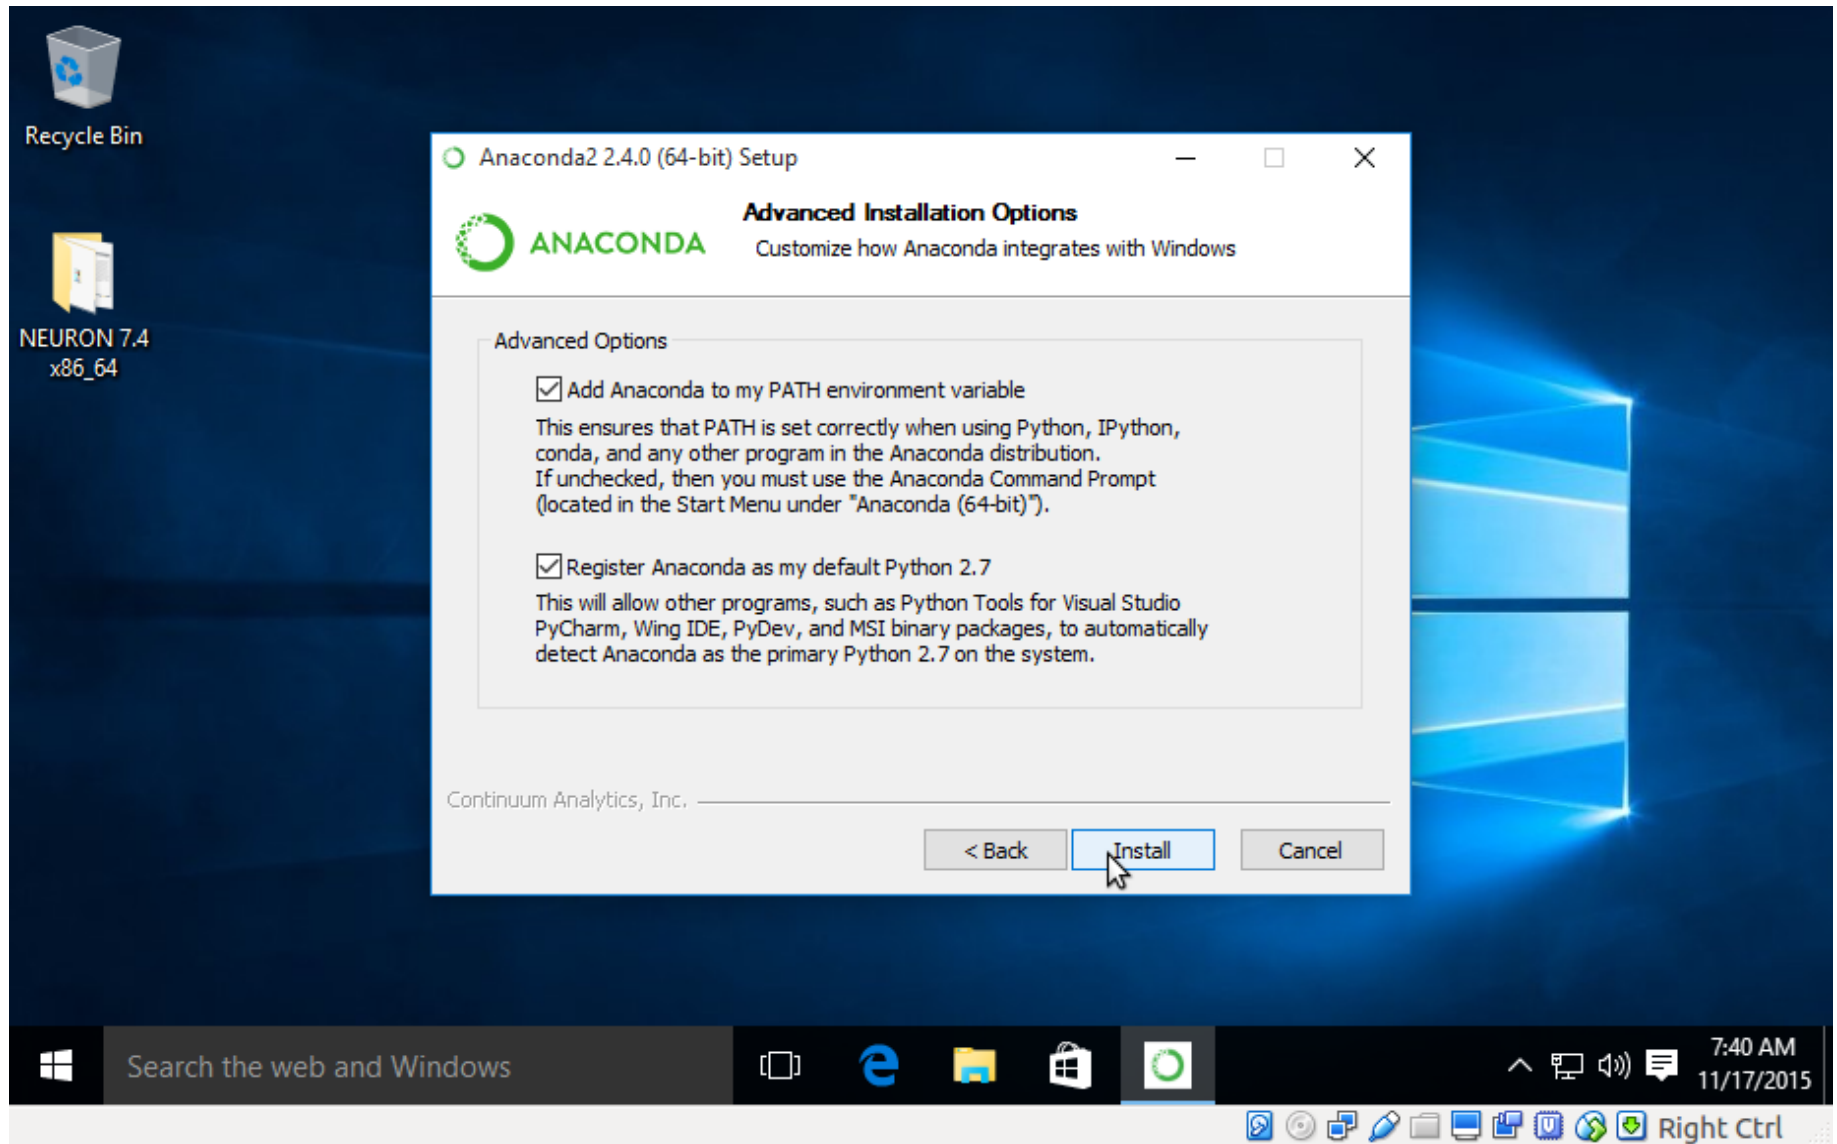 Recycle Bin
NEURON 7.4
x86_64
Anaconda2 2.4.0 (64-bit) Setup
ANACONDA
Advanced Installation Options
Customize how Anaconda integrates with Windows
Advanced Options
Add Anaconda to my PATH environment variable
This ensures that PATH is set correctly when using Python, IPython,
conda, and any other program in the Anaconda distribution.
If unchecked, then you must use the Anaconda Command Prompt
(located in the Start Menu under "Anaconda (64-bit)").
Register Anaconda as my default Python 2.7
This will allow other programs, such as Python Tools for Visual Studio
PyCharm, Wing IDE, PyDev, and MSI binary packages, to automatically
detect Anaconda as the primary Python 2.7 on the system.
Continuum Analytics, Inc.
< Back
Install
Cancel
Search the web and Windows
7:40 AM
11/17/2015
Right Ctrl